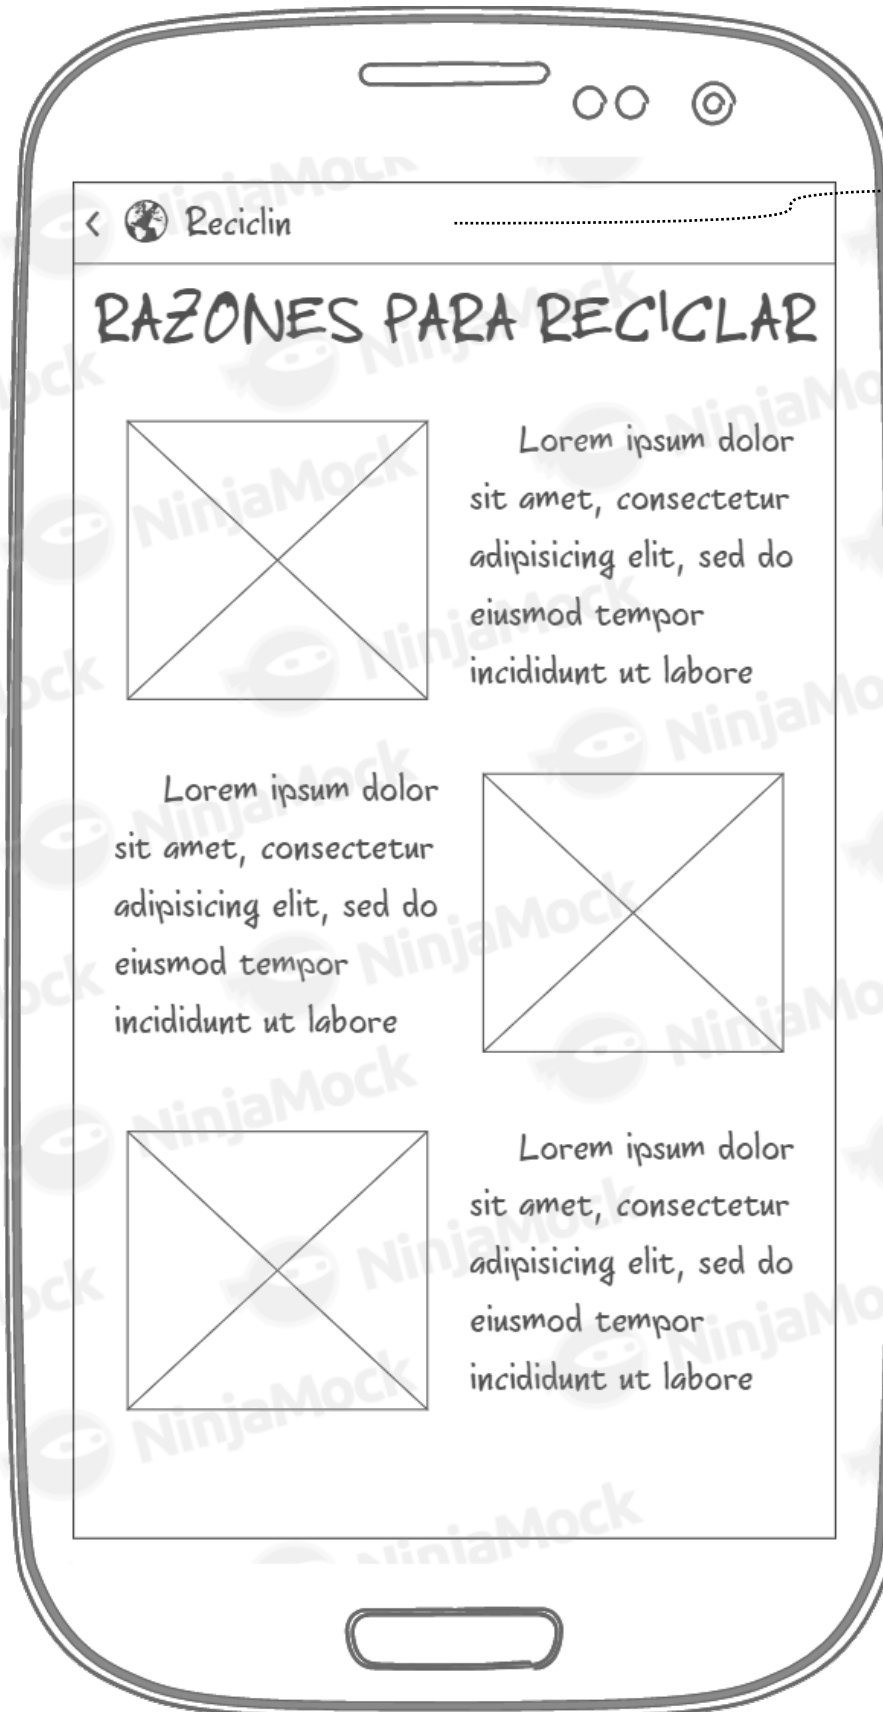 Reciclin
RAZONES PARA RECICLAR
Lorem ipsum dolor
sit amet, consectetur
adipisicing elit, sed do
eiusmod tempor
incididunt ut labore
Lorem ipsum dolor
sit amet, consectetur
adipisicing elit, sed do
eiusmod tempor
incididunt ut labore
Lorem ipsum dolor
sit amet, consectetur
adipisicing elit, sed do
eiusmod tempor
incididunt ut labore
NinjaMock